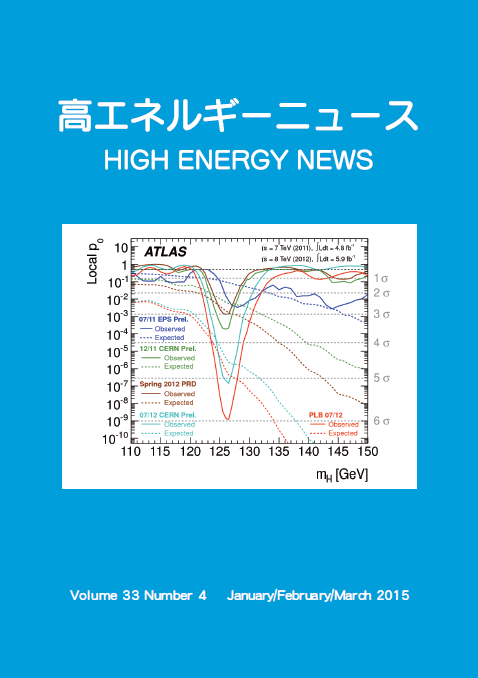 高エネルギーニュース
HIGH ENERGY NEWS
ATLAS
√s = 7 TeV (2011), ∫Ldt = 4.8 fb⁻¹
√s = 8 TeV (2012), ∫Ldt = 5.9 fb⁻¹
Local p₀
10
1
10⁻¹
10⁻²
10⁻³
10⁻⁴
10⁻⁵
10⁻⁶
10⁻⁷
10⁻⁸
10⁻⁹
10⁻¹⁰
1σ
2σ
3σ
4σ
5σ
6σ
07/11 EPS Prel.
Observed
Expected
12/11 CERN Prel.
Observed
Expected
Spring 2012 PRD
Observed
Expected
07/12 CERN Prel.
Observed
Expected
PLB 07/12
Observed
Expected
110 115 120 125 130 135 140 145 150
m_H [GeV]
Volume 33 Number 4 January/February/March 2015